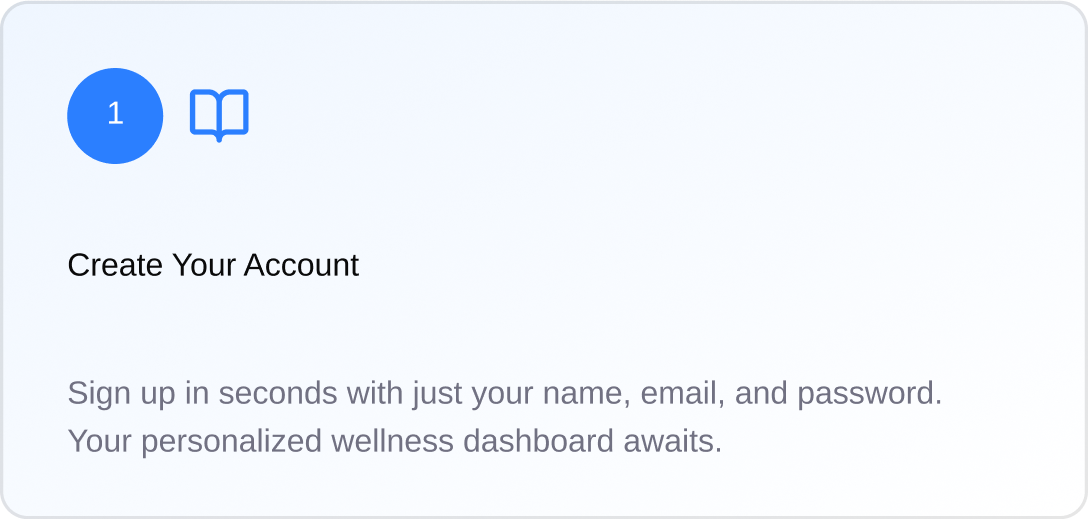 1
Create Your Account
Sign up in seconds with just your name, email, and password.
Your personalized wellness dashboard awaits.